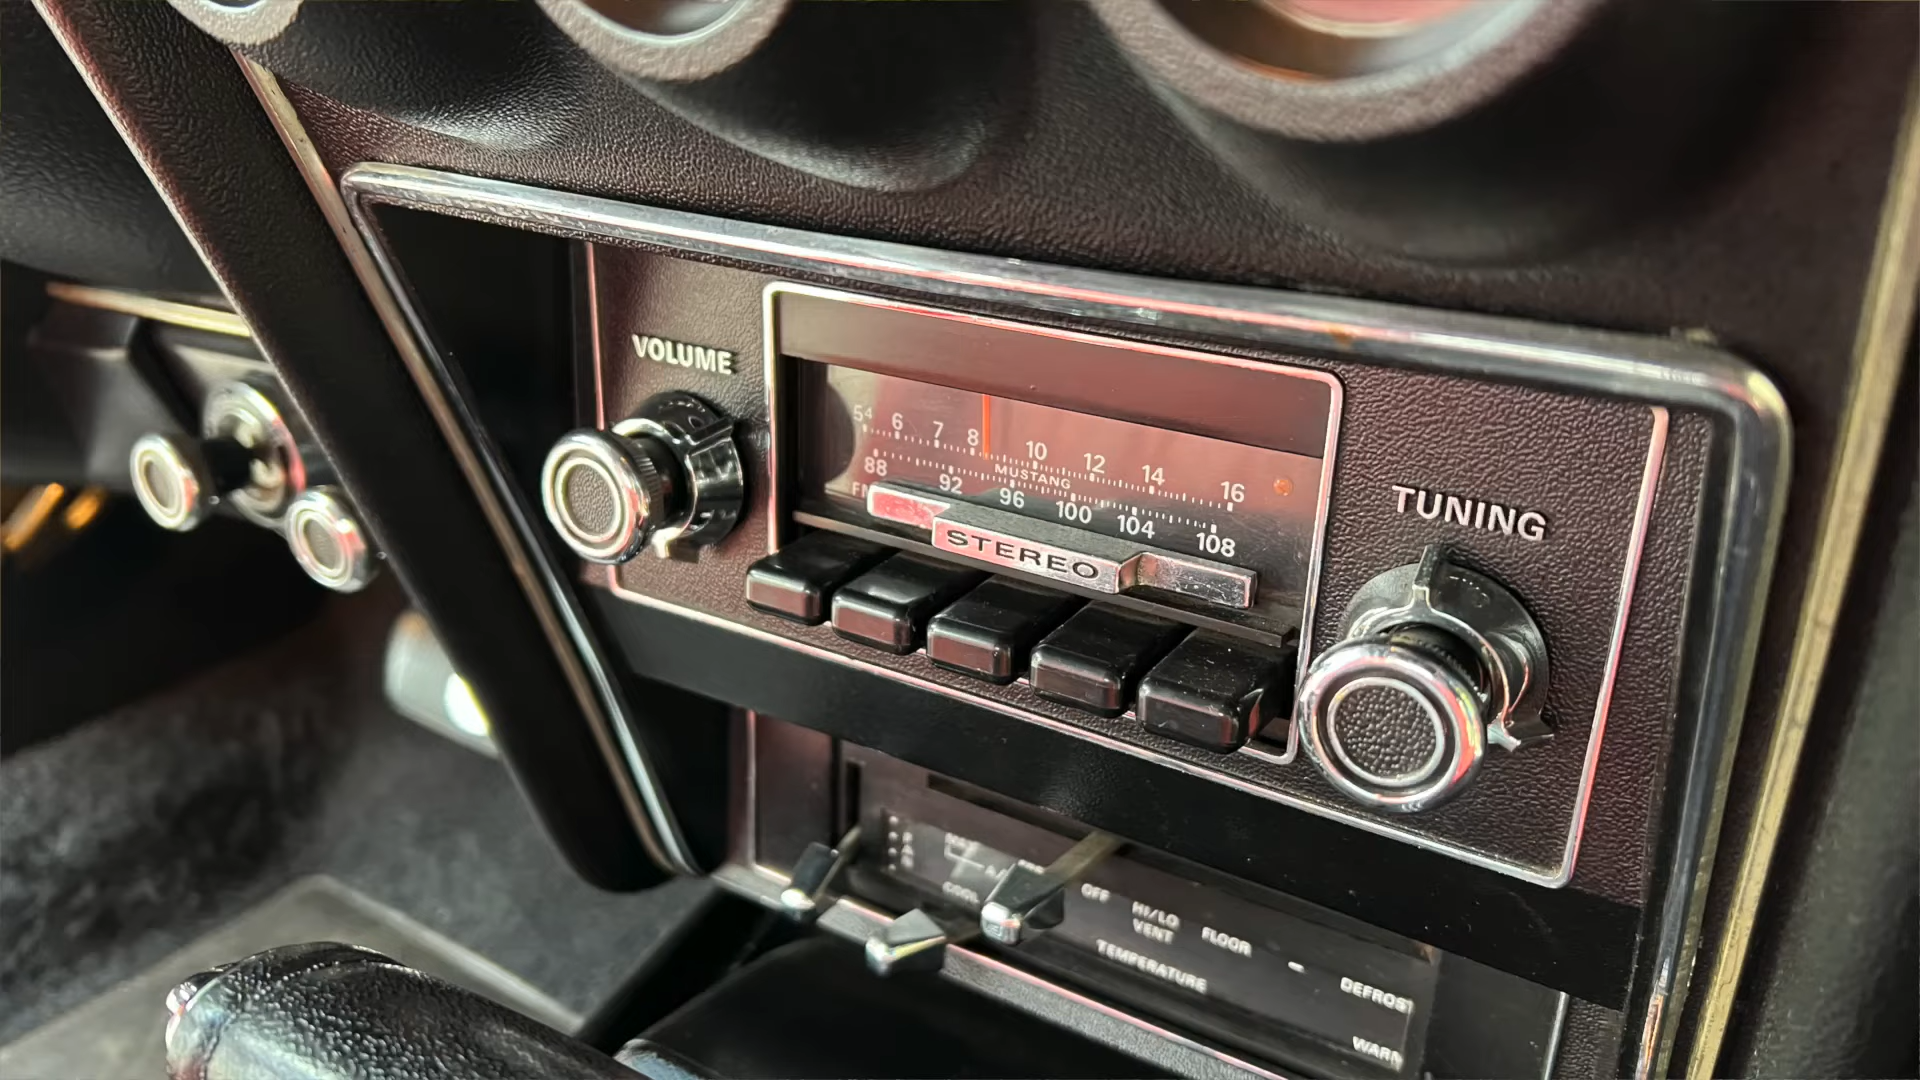 VOLUME
54 6 7 8 10 12 14 16
MUSTANG
88 92 96 100 104 108
FM
STEREO
TUNING
COOL
OFF
HI/LO
VENT
FLOOR
-
DEFROST
TEMPERATURE
WARM